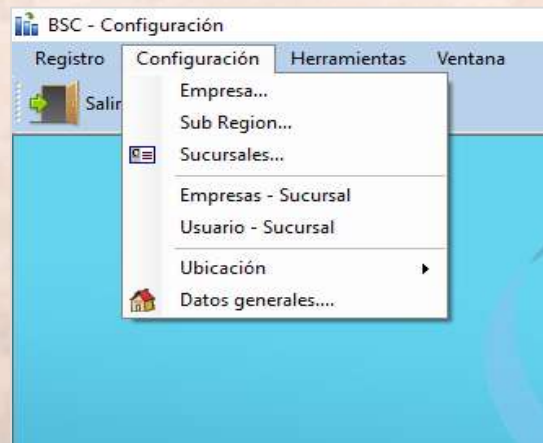 BSC - Configuración
Registro Configuración Herramientas Ventana
Salir
Empresa...
Sub Region...
Sucursales...
Empresas - Sucursal
Usuario - Sucursal
Ubicación
Datos generales....